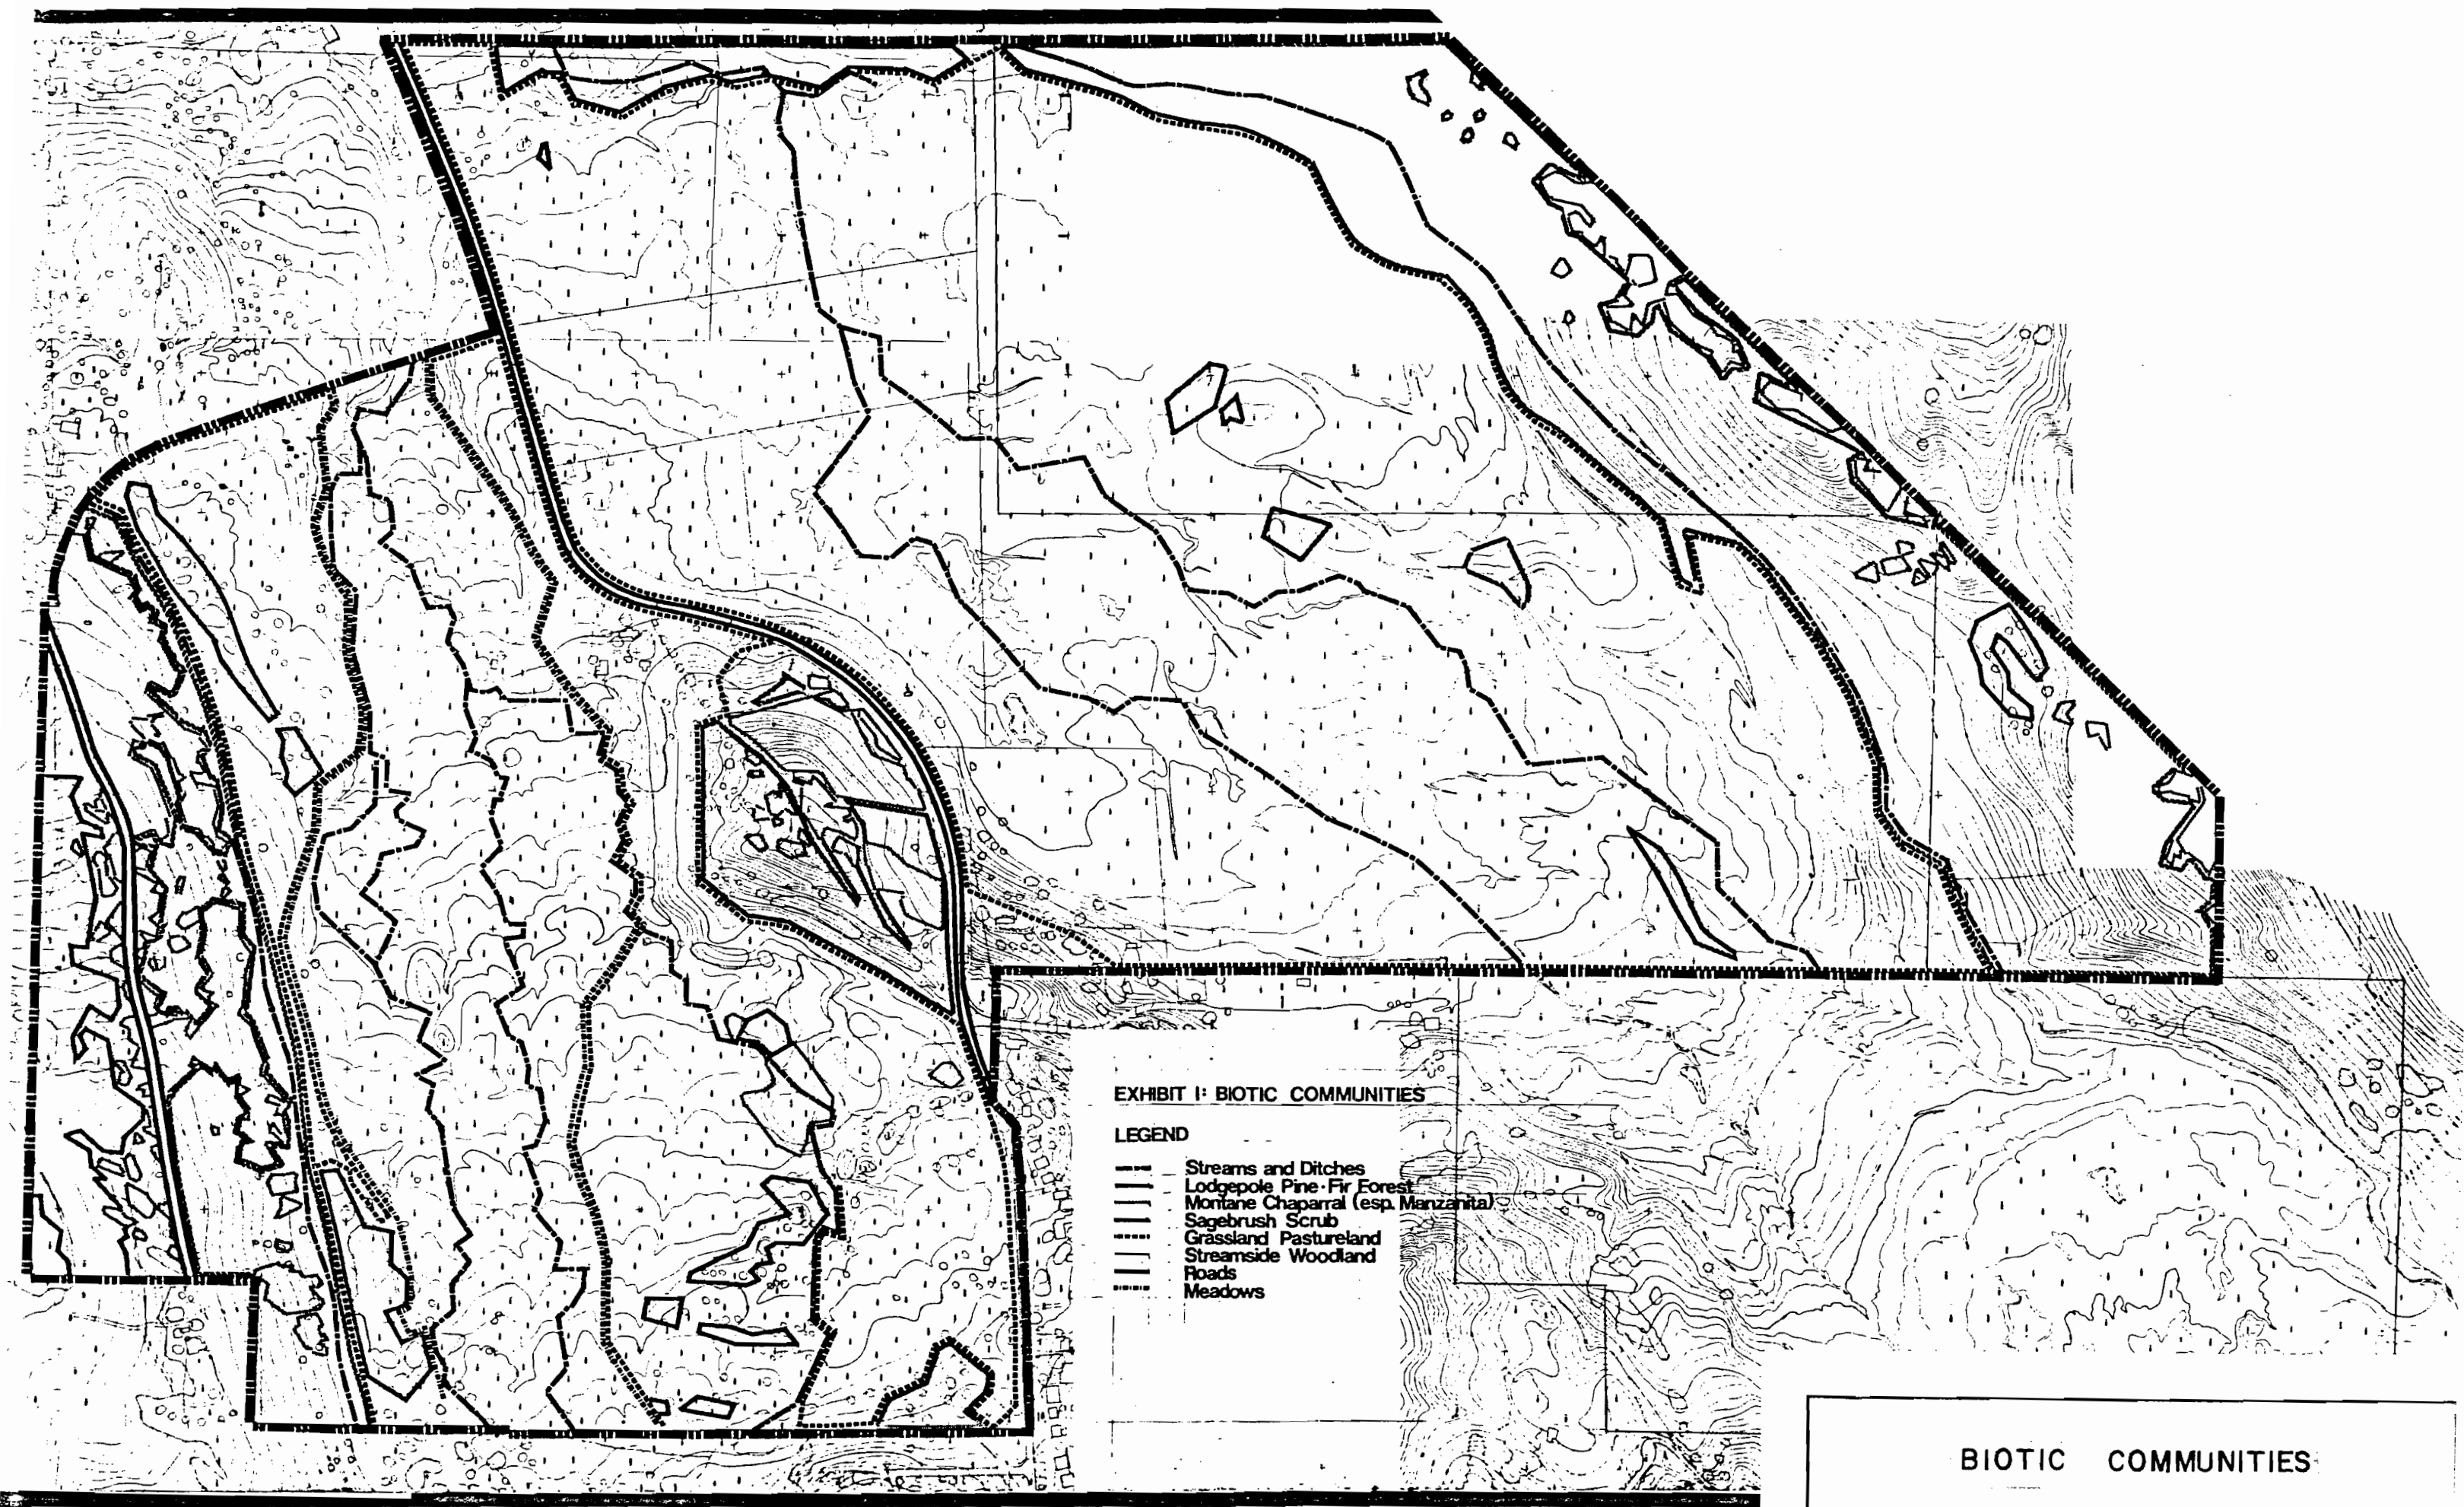 EXHIBIT I: BIOTIC COMMUNITIES
LEGEND
Streams and Ditches
Lodgepole Pine-Fir Forest
Montane Chaparral (esp. Manzanita)
Sagebrush Scrub
Grassland Pastureland
Streamside Woodland
Roads
Meadows
BIOTIC COMMUNITIES